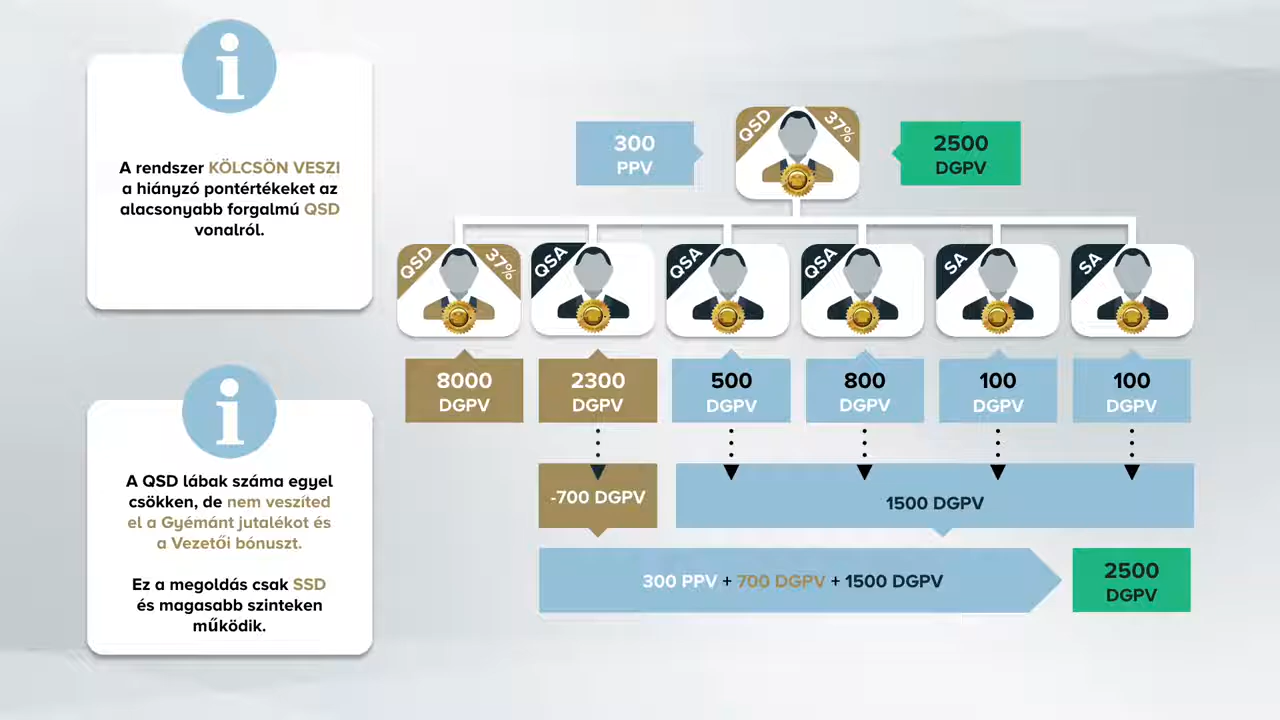 A rendszer KÖLCSÖN VESZI
a hiányzó pontértékeket az
alacsonyabb forgalmú QSD
vonalról.
A QSD lábak száma egyel
csökken, de nem veszíted
el a Gyémánt jutalékot és
a Vezetői bónuszt.
Ez a megoldás csak SSD
és magasabb szinteken
működik.
300
PPV
QSD 37%
2500
DGPV
QSD 37%
QSA
QSA
QSA
SA
SA
8000
DGPV
2300
DGPV
500
DGPV
800
DGPV
100
DGPV
100
DGPV
-700 DGPV
1500 DGPV
300 PPV + 700 DGPV + 1500 DGPV
2500
DGPV